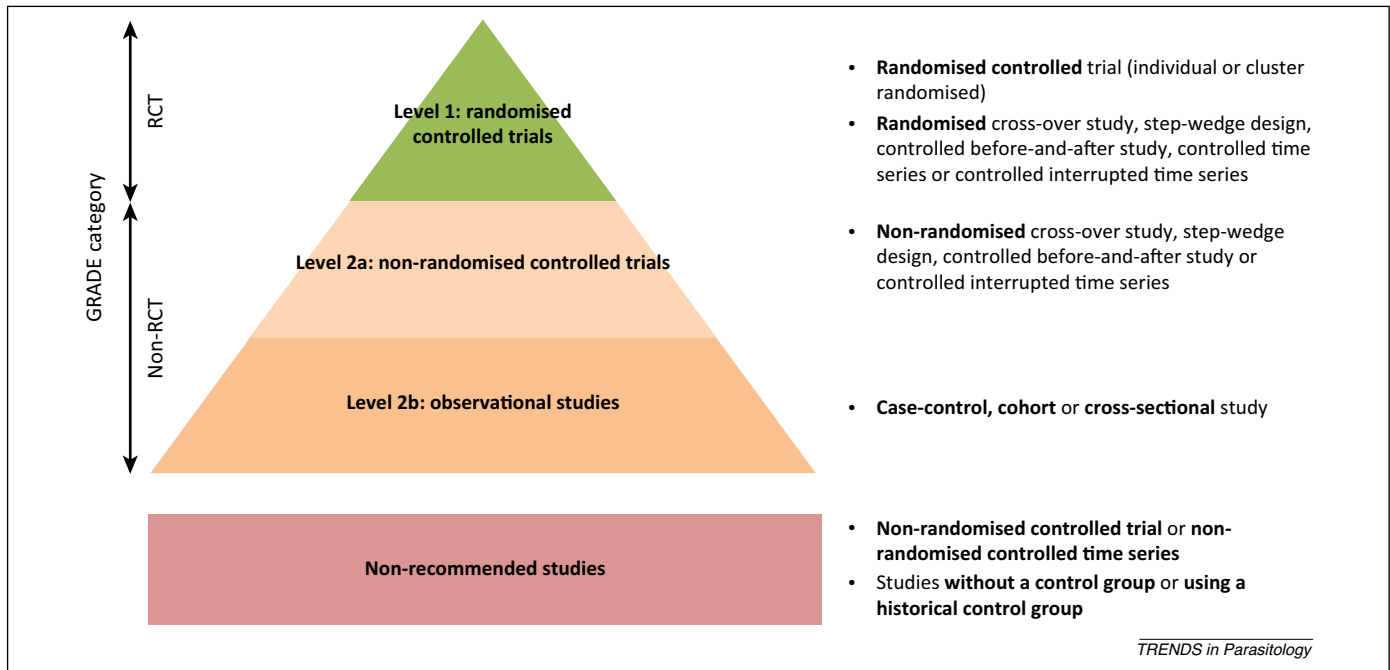 GRADE category
RCT
Non-RCT
Level 1: randomised
controlled trials
Level 2a: non-randomised controlled trials
Level 2b: observational studies
Non-recommended studies
• Randomised controlled trial (individual or cluster
randomised)
• Randomised cross-over study, step-wedge design,
controlled before-and-after study, controlled time
series or controlled interrupted time series
• Non-randomised cross-over study, step-wedge
design, controlled before-and-after study or
controlled interrupted time series
• Case-control, cohort or cross-sectional study
• Non-randomised controlled trial or non-
randomised controlled time series
• Studies without a control group or using a
historical control group
TRENDS in Parasitology